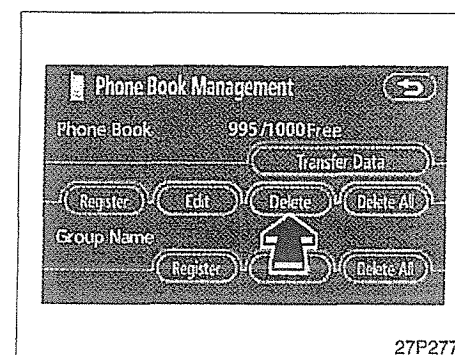 Phone Book Management
Phone Book 995/1000 Free
Transfer Data
Register Edit Delete Delete All
Group Name
Register Delete All
27P277